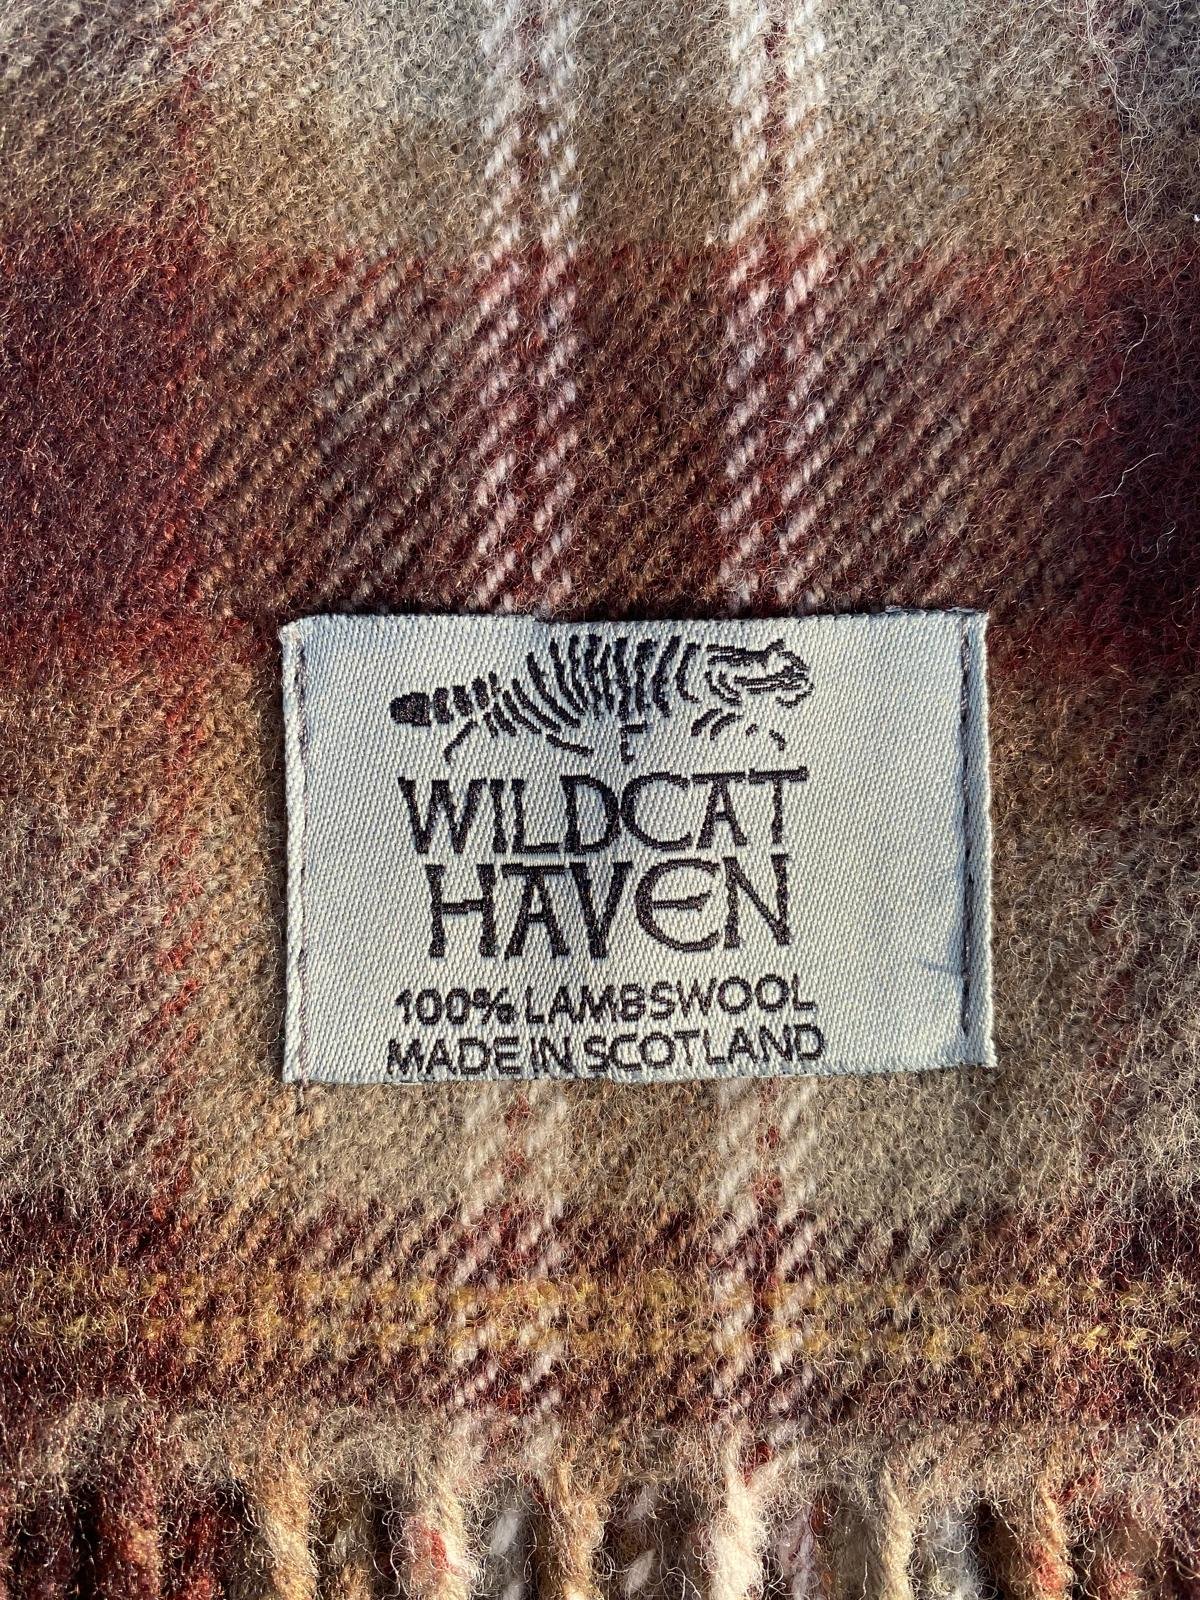 WILDCAT
HAVEN
100% LAMBSWOOL
MADE IN SCOTLAND